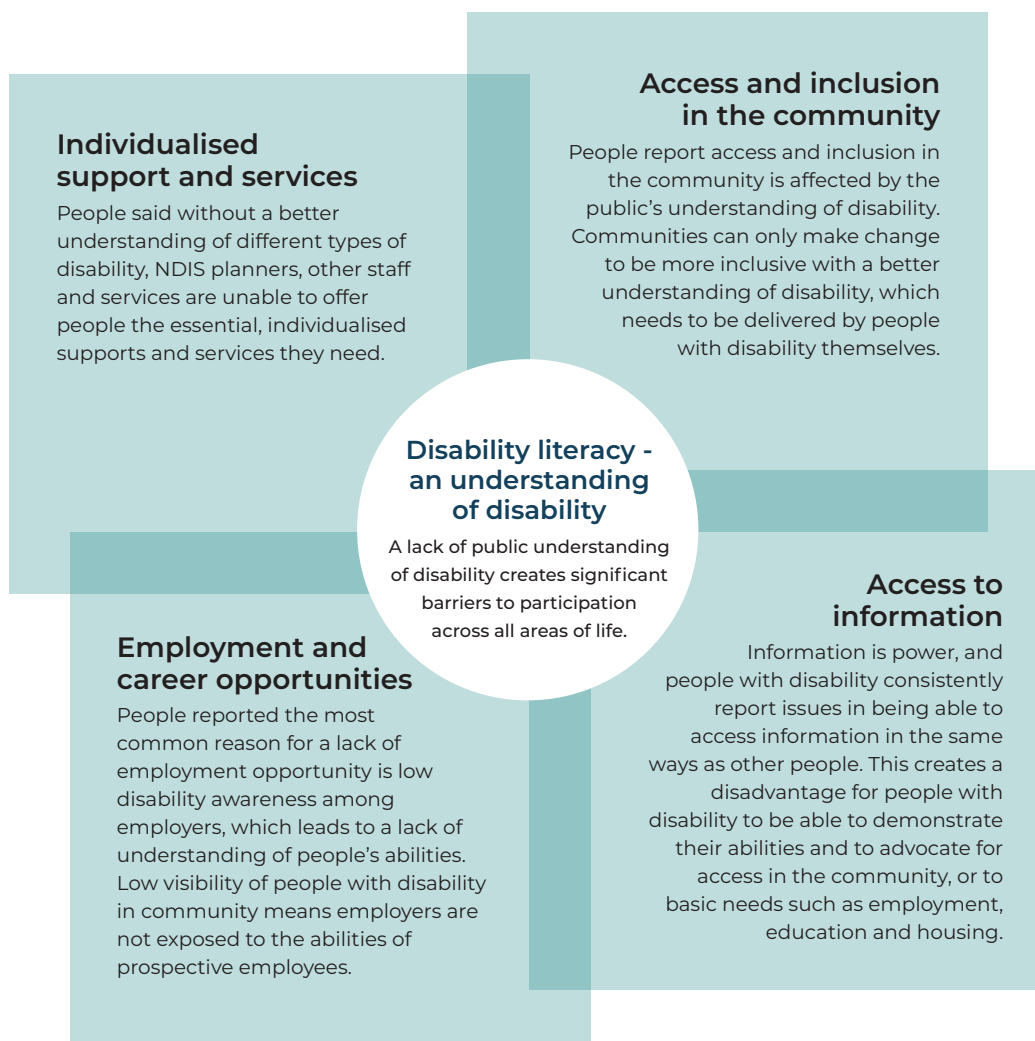 Individualised
support and services
People said without a better
understanding of different types of
disability, NDIS planners, other staff
and services are unable to offer
people the essential, individualised
supports and services they need.
Access and inclusion
in the community
People report access and inclusion in
the community is affected by the
public’s understanding of disability.
Communities can only make change
to be more inclusive with a better
understanding of disability, which
needs to be delivered by people
with disability themselves.
Disability literacy -
an understanding
of disability
A lack of public understanding
of disability creates significant
barriers to participation
across all areas of life.
Employment and
career opportunities
People reported the most
common reason for a lack of
employment opportunity is low
disability awareness among
employers, which leads to a lack of
understanding of people’s abilities.
Low visibility of people with disability
in community means employers are
not exposed to the abilities of
prospective employees.
Access to
information
Information is power, and
people with disability consistently
report issues in being able to
access information in the same
ways as other people. This creates a
disadvantage for people with
disability to be able to demonstrate
their abilities and to advocate for
access in the community, or to
basic needs such as employment,
education and housing.